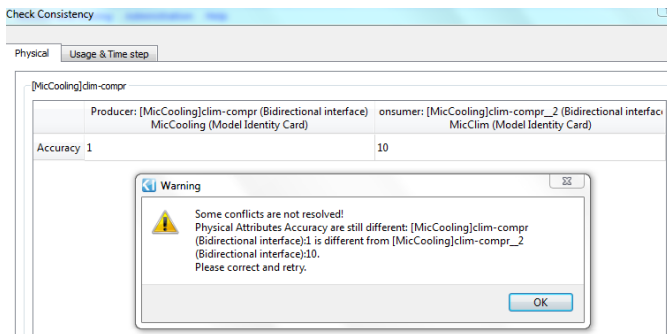 Check Consistency
Physical Usage & Time step
[MicCooling]clim-compr
Producer: [MicCooling]clim-compr (Bidirectional interface) onsumer: [MicCooling]clim-compr__2 (Bidirectional interfac
MicCooling (Model Identity Card) MicClim (Model Identity Card)
Accuracy 1 10
Warning
Some conflicts are not resolved!
Physical Attributes Accuracy are still different: [MicCooling]clim-compr
(Bidirectional interface):1 is different from [MicCooling]clim-compr__2
(Bidirectional interface):10.
Please correct and retry.
OK